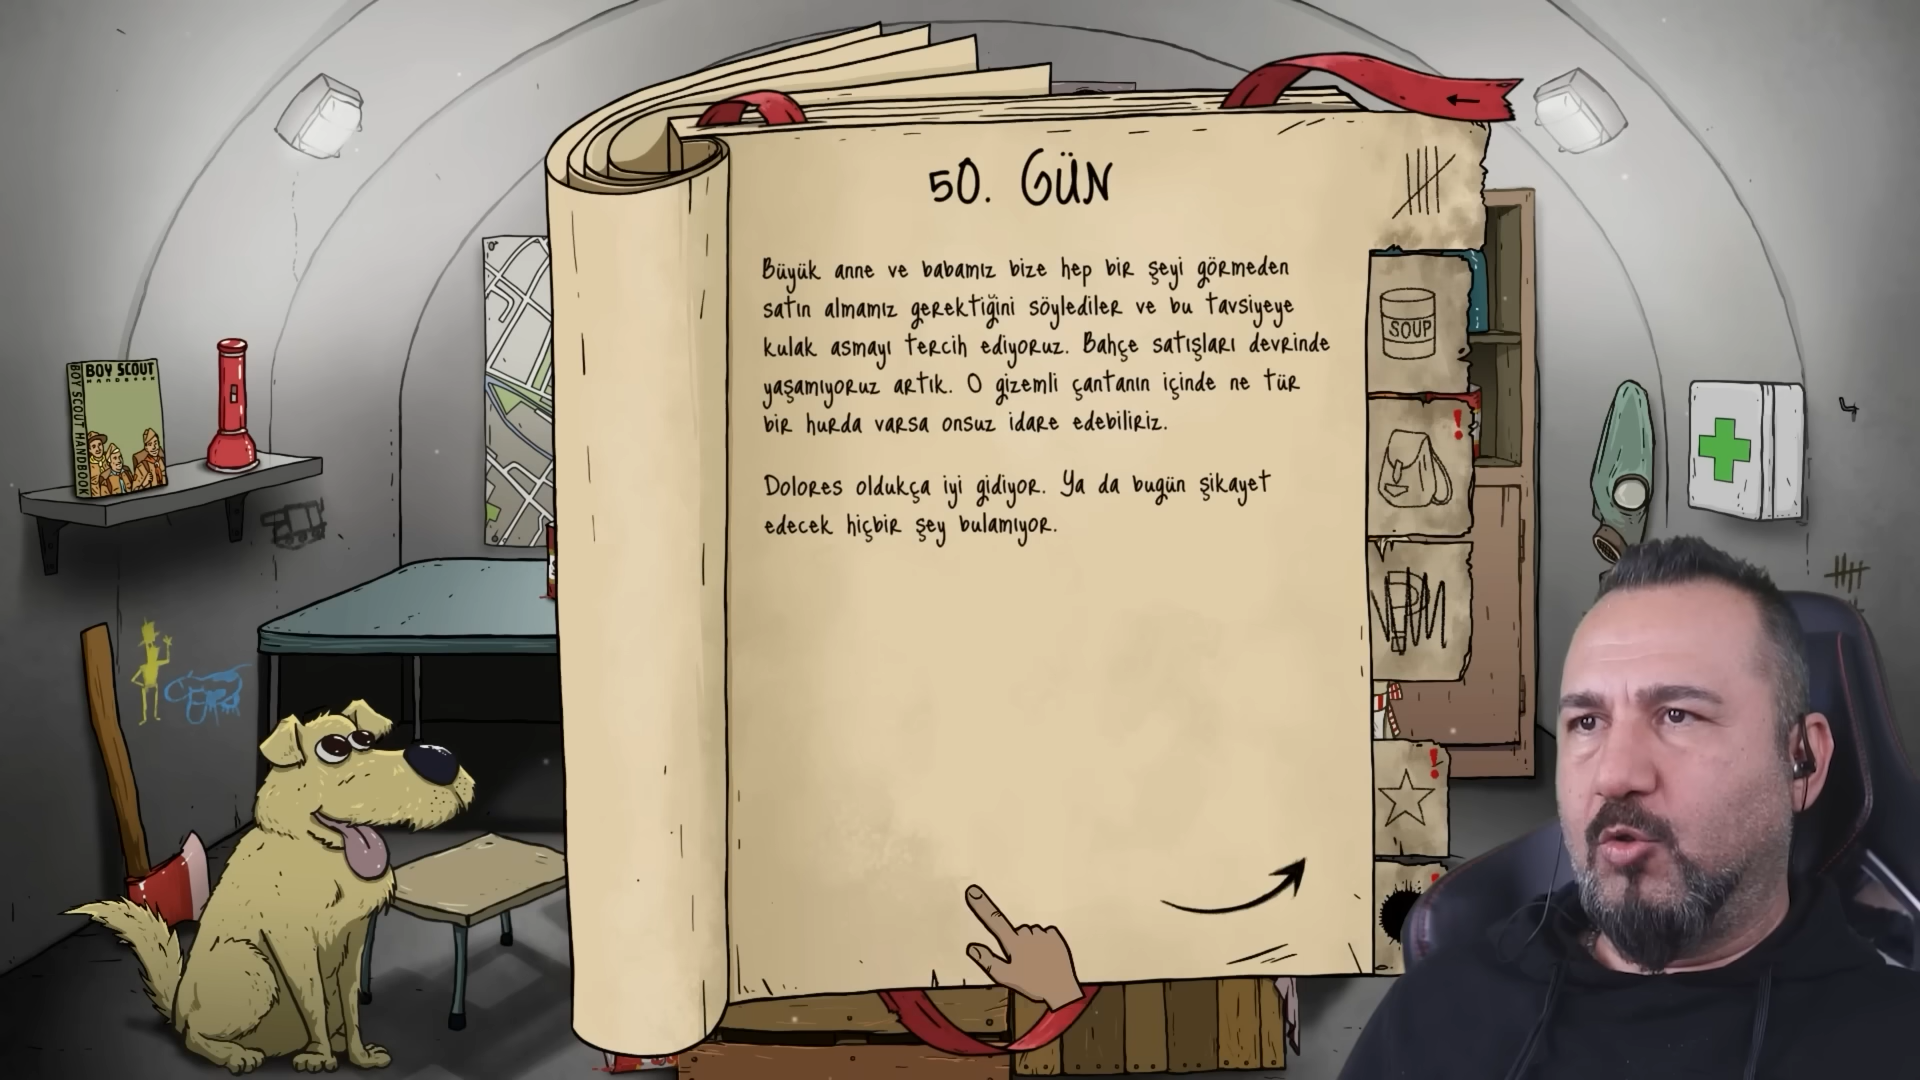 50. GÜN
Büyük anne ve babamız bize hep bir şeyi görmeden
satın almamız gerektiğini söylediler ve bu tavsiyeye
kulak asmayı tercih ediyoruz. Bahçe satışları devrinde
yaşamıyoruz artık. O gizemli çantanın içinde ne tür
bir hurda varsa onsuz idare edebiliriz.
Dolores oldukça iyi gidiyor. Ya da bugün şikayet
edecek hiçbir şey bulamıyor.
SOUP
BOY SCOUT
HANDBOOK
BOY SCOUT HANDBOOK